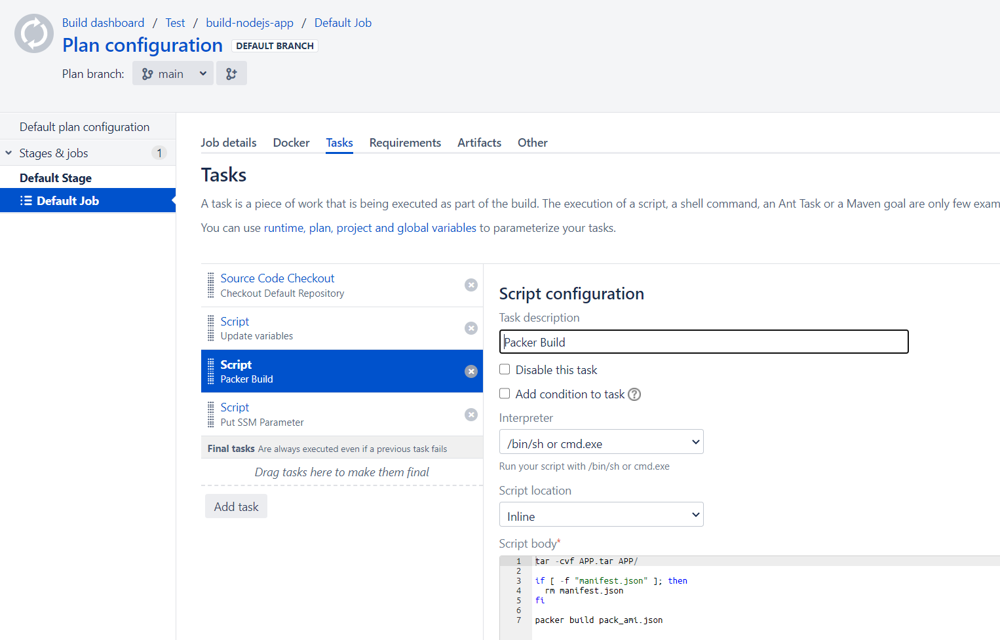 Build dashboard / Test / build-nodejs-app / Default Job
Plan configuration DEFAULT BRANCH
Plan branch: main
Default plan configuration
Stages & jobs 1
Default Stage
Default Job
Job details Docker Tasks Requirements Artifacts Other
Tasks
A task is a piece of work that is being executed as part of the build. The execution of a script, a shell command, an Ant Task or a Maven goal are only few exam
You can use runtime, plan, project and global variables to parameterize your tasks.
Source Code Checkout
Checkout Default Repository
Script
Update variables
Script
Packer Build
Script
Put SSM Parameter
Final tasks Are always executed even if a previous task fails
Drag tasks here to make them final
Add task
Script configuration
Task description
Packer Build
Disable this task
Add condition to task ?
Interpreter
/bin/sh or cmd.exe
Run your script with /bin/sh or cmd.exe
Script location
Inline
Script body*
1 tar -cvf APP.tar APP/
2
3 if [ -f "manifest.json" ]; then
4 rm manifest.json
5 fi
6
7 packer build pack_ami.json